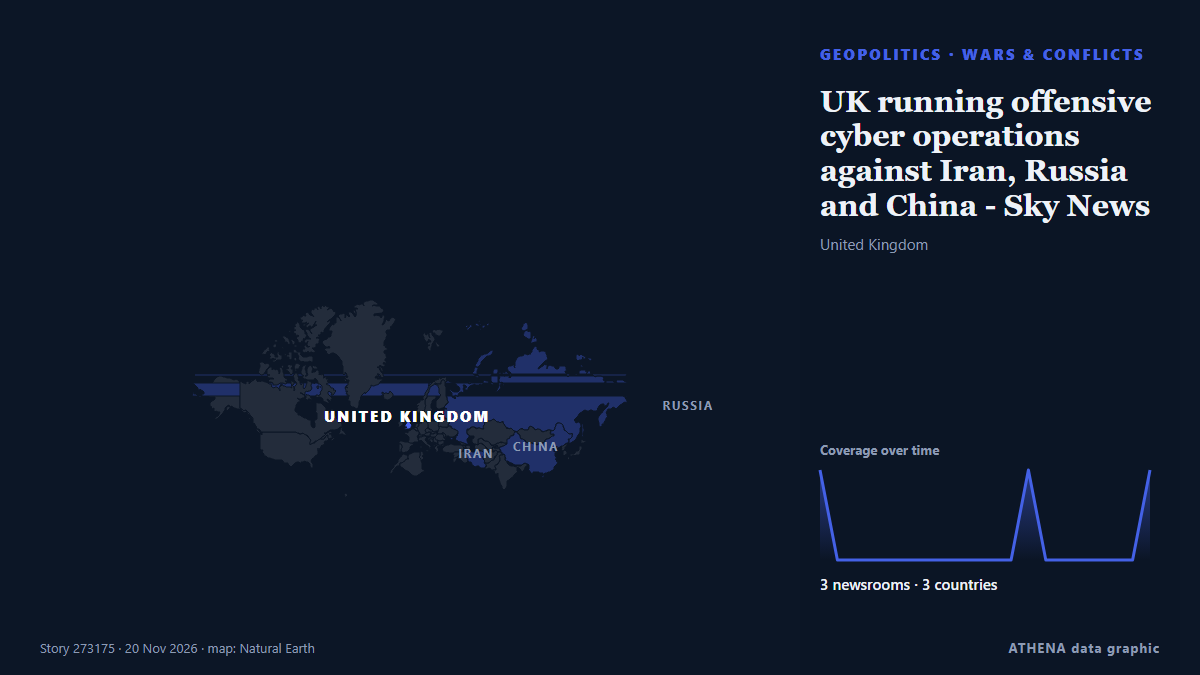 GEOPOLITICS · WARS & CONFLICTS
UK running offensive
cyber operations
against Iran, Russia
and China - Sky News
United Kingdom
RUSSIA
UNITED KINGDOM
CHINA
IRAN
Coverage over time
3 newsrooms · 3 countries
Story 273175 · 20 Nov 2026 · map: Natural Earth
ATHENA data graphic